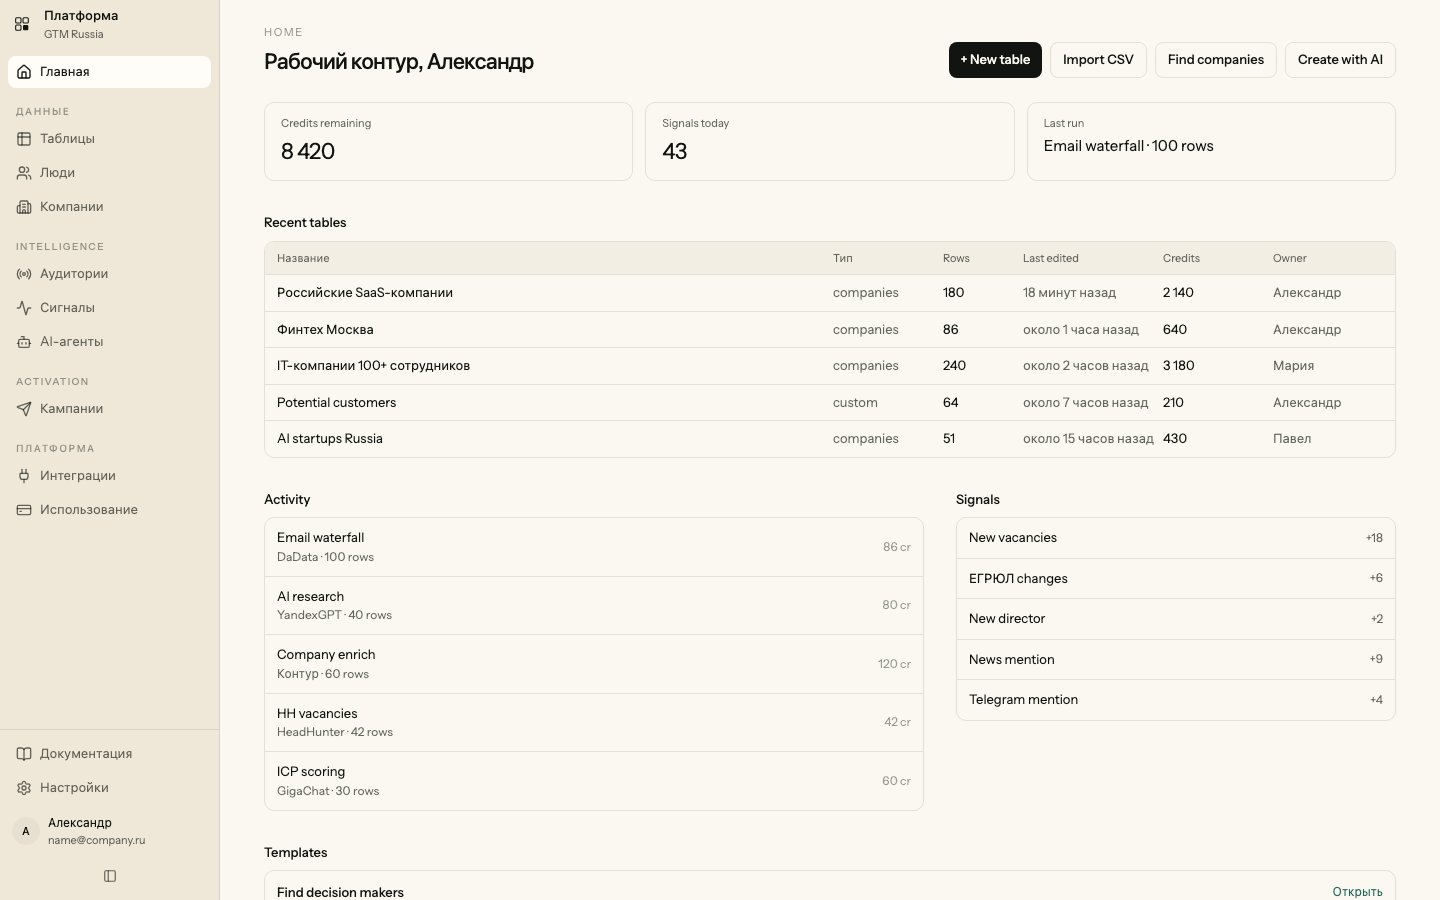 Платформа
GTM Russia
Главная
ДАННЫЕ
Таблицы
Люди
Компании
INTELLIGENCE
Аудитории
Сигналы
AI-агенты
ACTIVATION
Кампании
ПЛАТФОРМА
Интеграции
Использование
Документация
Настройки
A
Александр
name@company.ru
HOME
Рабочий контур, Александр
+ New table
Import CSV
Find companies
Create with AI
Credits remaining
8 420
Signals today
43
Last run
Email waterfall · 100 rows
Recent tables
Название Тип Rows Last edited Credits Owner
Российские SaaS-компании companies 180 18 минут назад 2 140 Александр
Финтех Москва companies 86 около 1 часа назад 640 Александр
IT-компании 100+ сотрудников companies 240 около 2 часов назад 3 180 Мария
Potential customers custom 64 около 7 часов назад 210 Александр
AI startups Russia companies 51 около 15 часов назад 430 Павел
Activity
Email waterfall
DaData · 100 rows
86 cr
AI research
YandexGPT · 40 rows
80 cr
Company enrich
Контур · 60 rows
120 cr
HH vacancies
HeadHunter · 42 rows
42 cr
ICP scoring
GigaChat · 30 rows
60 cr
Signals
New vacancies +18
ЕГРЮЛ changes +6
New director +2
News mention +9
Telegram mention +4
Templates
Find decision makers Открыть